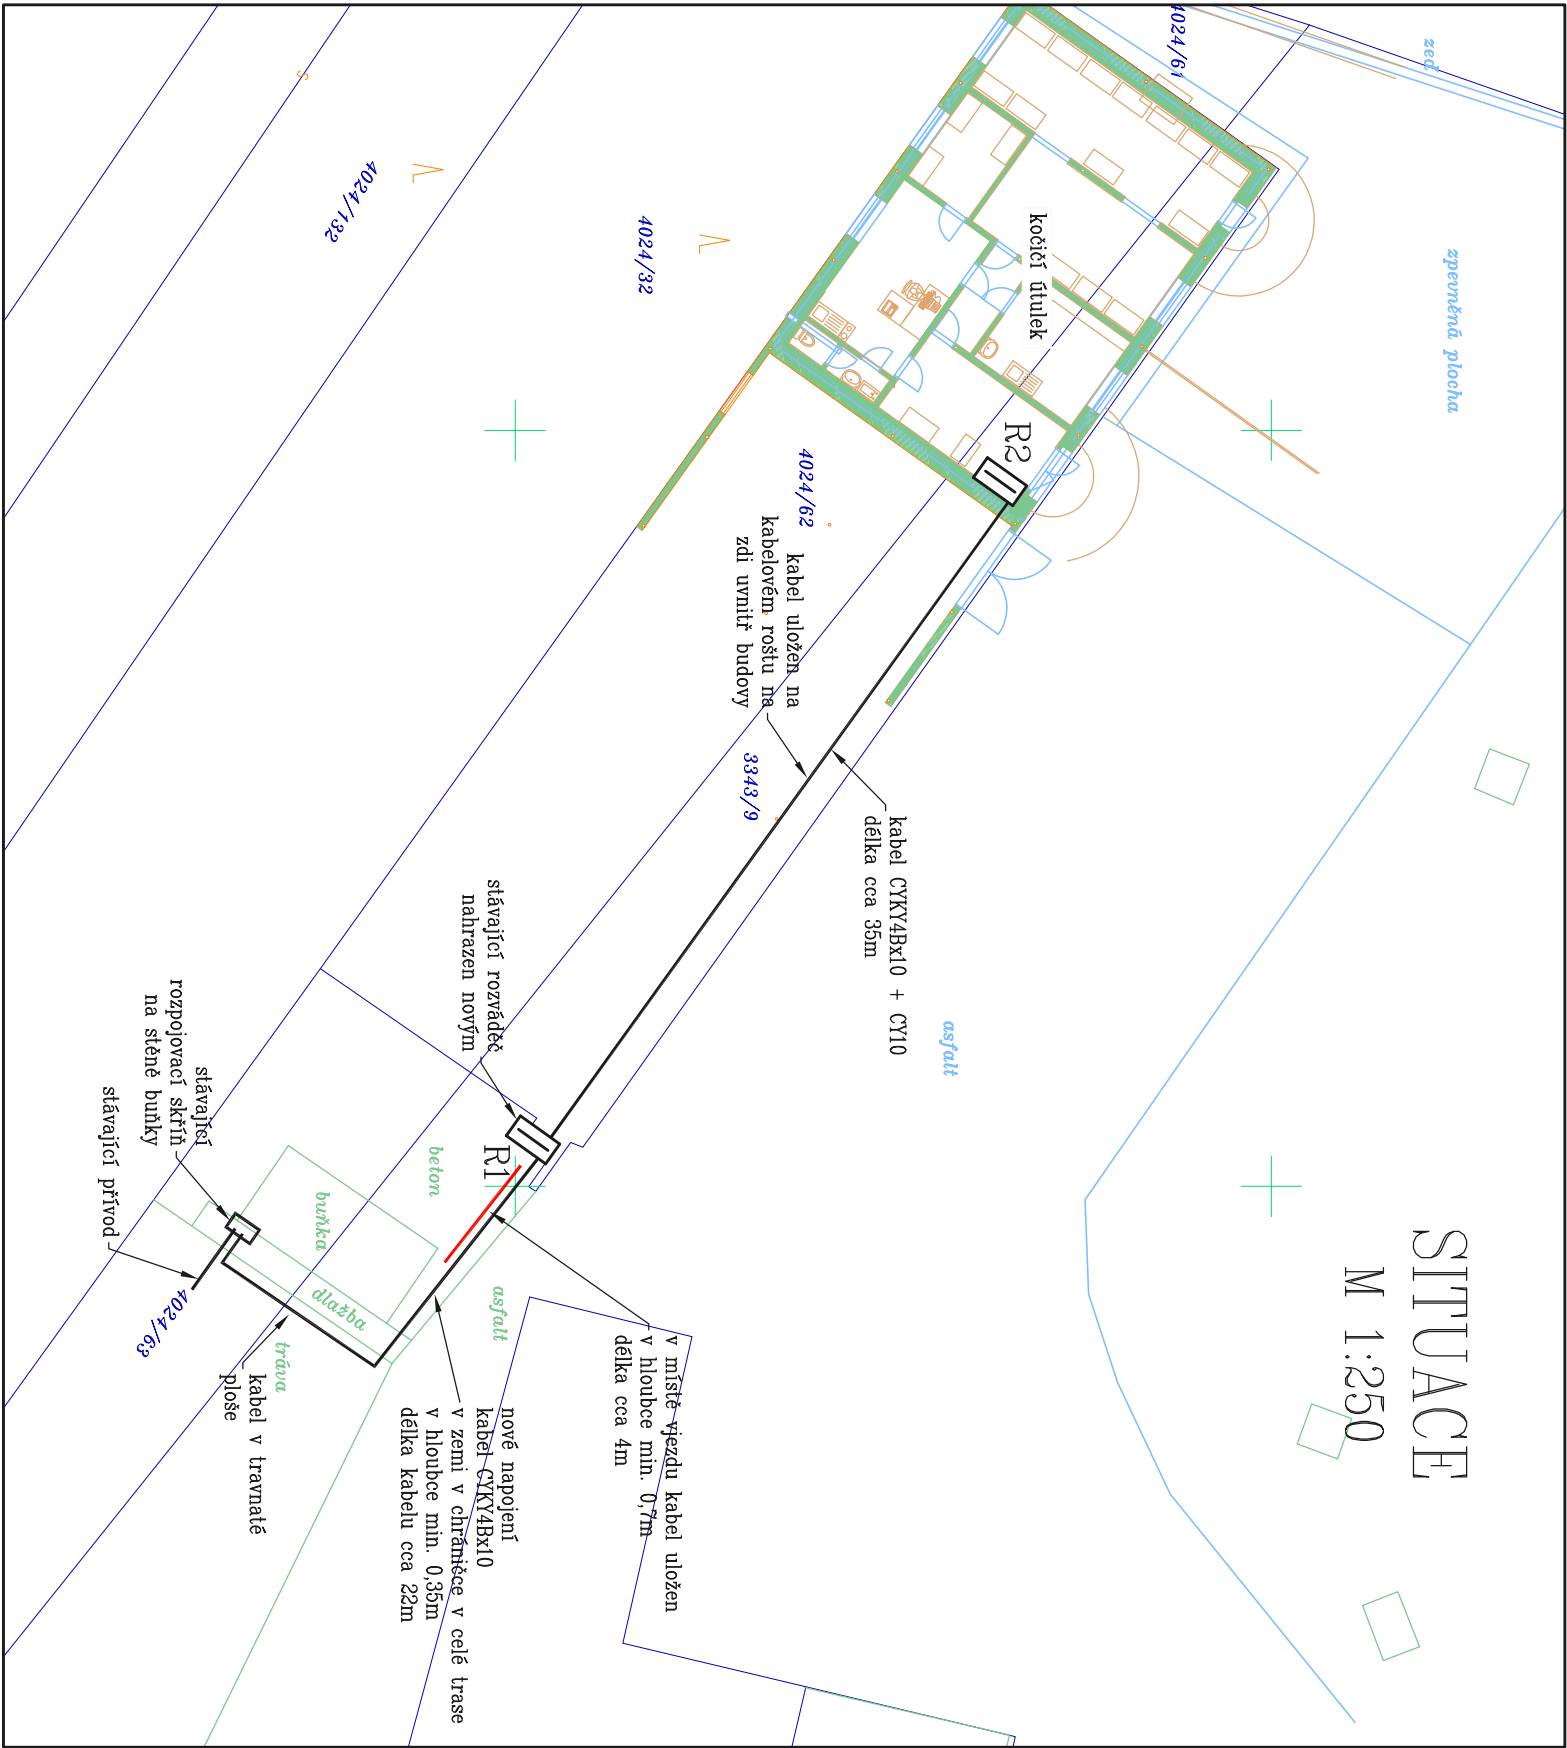 SITUACE
M 1:250
zeď
zpevněná plocha
4024/61
kočičí útulek
R2
4024/32
4024/132
4024/62
kabel uložen na
kabelovém roštu na
zdi uvnitř budovy
3343/9
kabel CYKY4Bx10 + CY10
délka cca 35m
asfalt
stávající rozváděč
nahrazen novým
R1
stávající
rozpojovací skříň
na stěně buňky
stávající přívod
beton
buňka
dlažba
asfalt
tráva
4024/63
v místě vjezdu kabel uložen
v hloubce min. 0,7m
délka cca 4m
nové napojení
kabel CYKY4Bx10
v zemi v chráničce v celé trase
v hloubce min. 0,35m
délka kabelu cca 22m
kabel v travnaté
ploše